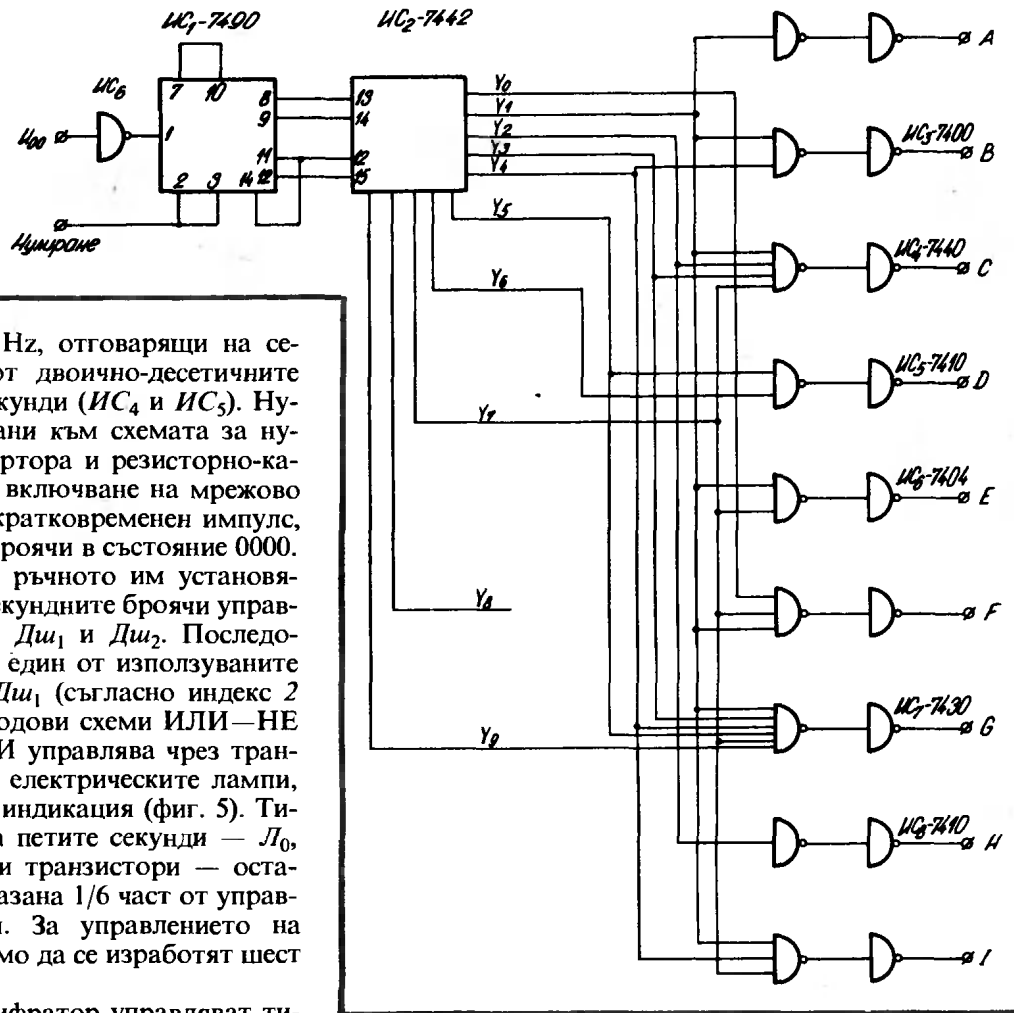 ИС₁-7490
ИС₂-7442
ИС₆
7 10
8 13
9 14
1
11 12
12 15
2 3 14
U₀₀
Нулиране
Y₀
Y₁
Y₂
Y₃
Y₄
Y₅
Y₆
Y₇
Y₈
Y₉
A
ИС₃-7400
B
ИС₄-7440
C
ИС₅-7410
D
ИС₆-7404
E
F
ИС₇-7430
G
ИС₈-7410
H
I
Hz, отговарящи на се-
от двоично-десетичните
кунди (ИС₄ и ИС₅). Ну-
ани към схемата за ну-
ртора и резисторно-ка-
включване на мрежово
кратковременен импулс,
роячи в състояние 0000.
ръчното им установя-
екундните броячи управ-
Дш₁ и Дш₂. Последо-
един от използуваните
Дш₁ (съгласно индекс 2
одови схеми ИЛИ—НЕ
И управлява чрез тран-
електрическите лампи,
индикация (фиг. 5). Ти-
а петите секунди — Л₀,
и транзистори — оста-
азана 1/6 част от управ-
. За управлението на
мо да се изработят шест
ифратор управляват ти-